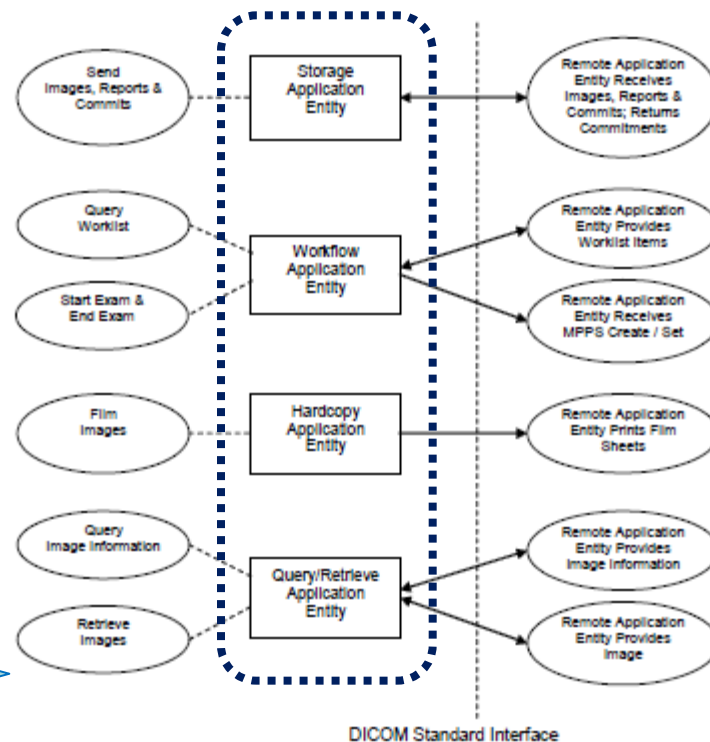 Send
Images, Reports &
Commits
Storage
Application
Entity
Remote Application
Entity Receives
Images, Reports &
Commits; Returns
Commitments
Query
Worklist
Workflow
Application
Entity
Remote Application
Entity Provides
Worklist Items
Start Exam &
End Exam
Remote Application
Entity Receives
MPPS Create / Set
Film
Images
Hardcopy
Application
Entity
Remote Application
Entity Prints Film
Sheets
Query
Image Information
Query/Retrieve
Application
Entity
Remote Application
Entity Provides
Image Information
Retrieve
Images
Remote Application
Entity Provides
Image
DICOM Standard Interface